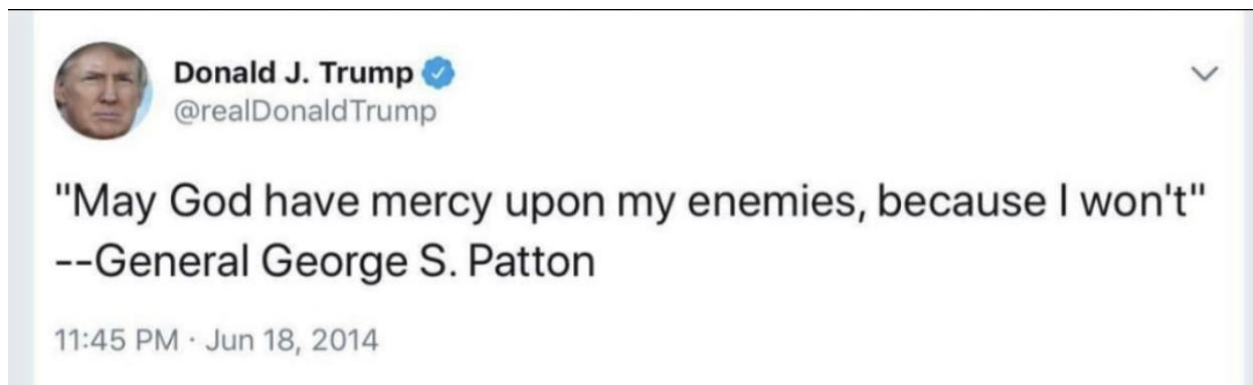 Donald J. Trump
@realDonaldTrump
"May God have mercy upon my enemies, because I won't"
--General George S. Patton
11:45 PM · Jun 18, 2014